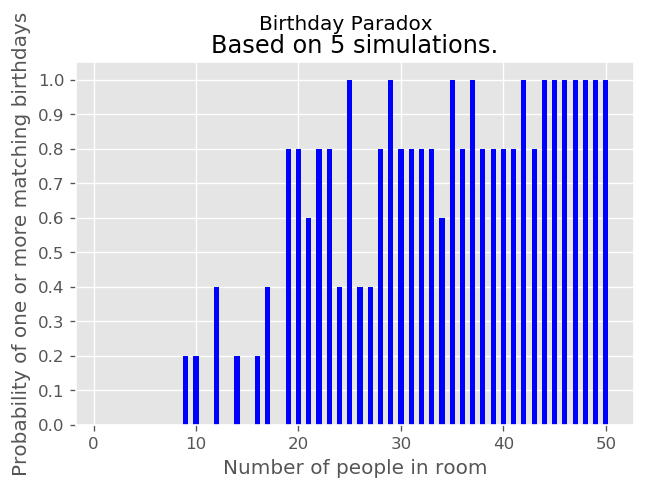 Birthday Paradox
Based on 5 simulations.
Probability of one or more matching birthdays
1.0
0.9
0.8
0.7
0.6
0.5
0.4
0.3
0.2
0.1
0.0
0 10 20 30 40 50
Number of people in room